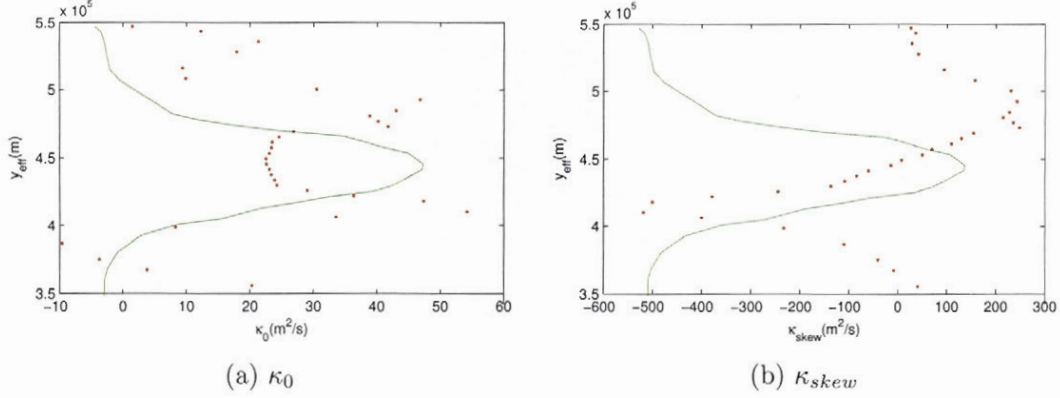 x 10^5
5.5
5
4.5
4
3.5
y_eff(m)
-10 0 10 20 30 40 50 60
κ_0(m^2/s)
(a) κ_0
x 10^5
5.5
5
4.5
4
3.5
y_eff(m)
-600 -500 -400 -300 -200 -100 0 100 200 300
κ_skew(m^2/s)
(b) κ_skew